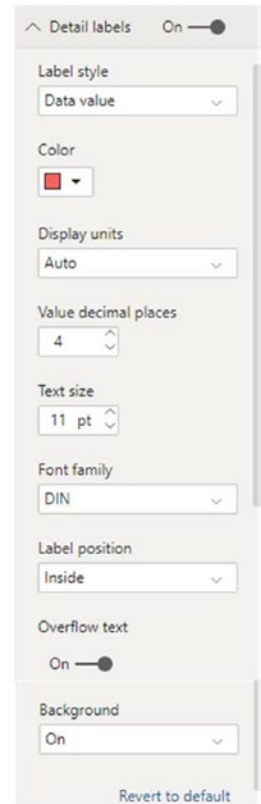 Detail labels On
Label style
Data value
Color
Display units
Auto
Value decimal places
4
Text size
11 pt
Font family
DIN
Label position
Inside
Overflow text
On
Background
On
Revert to default